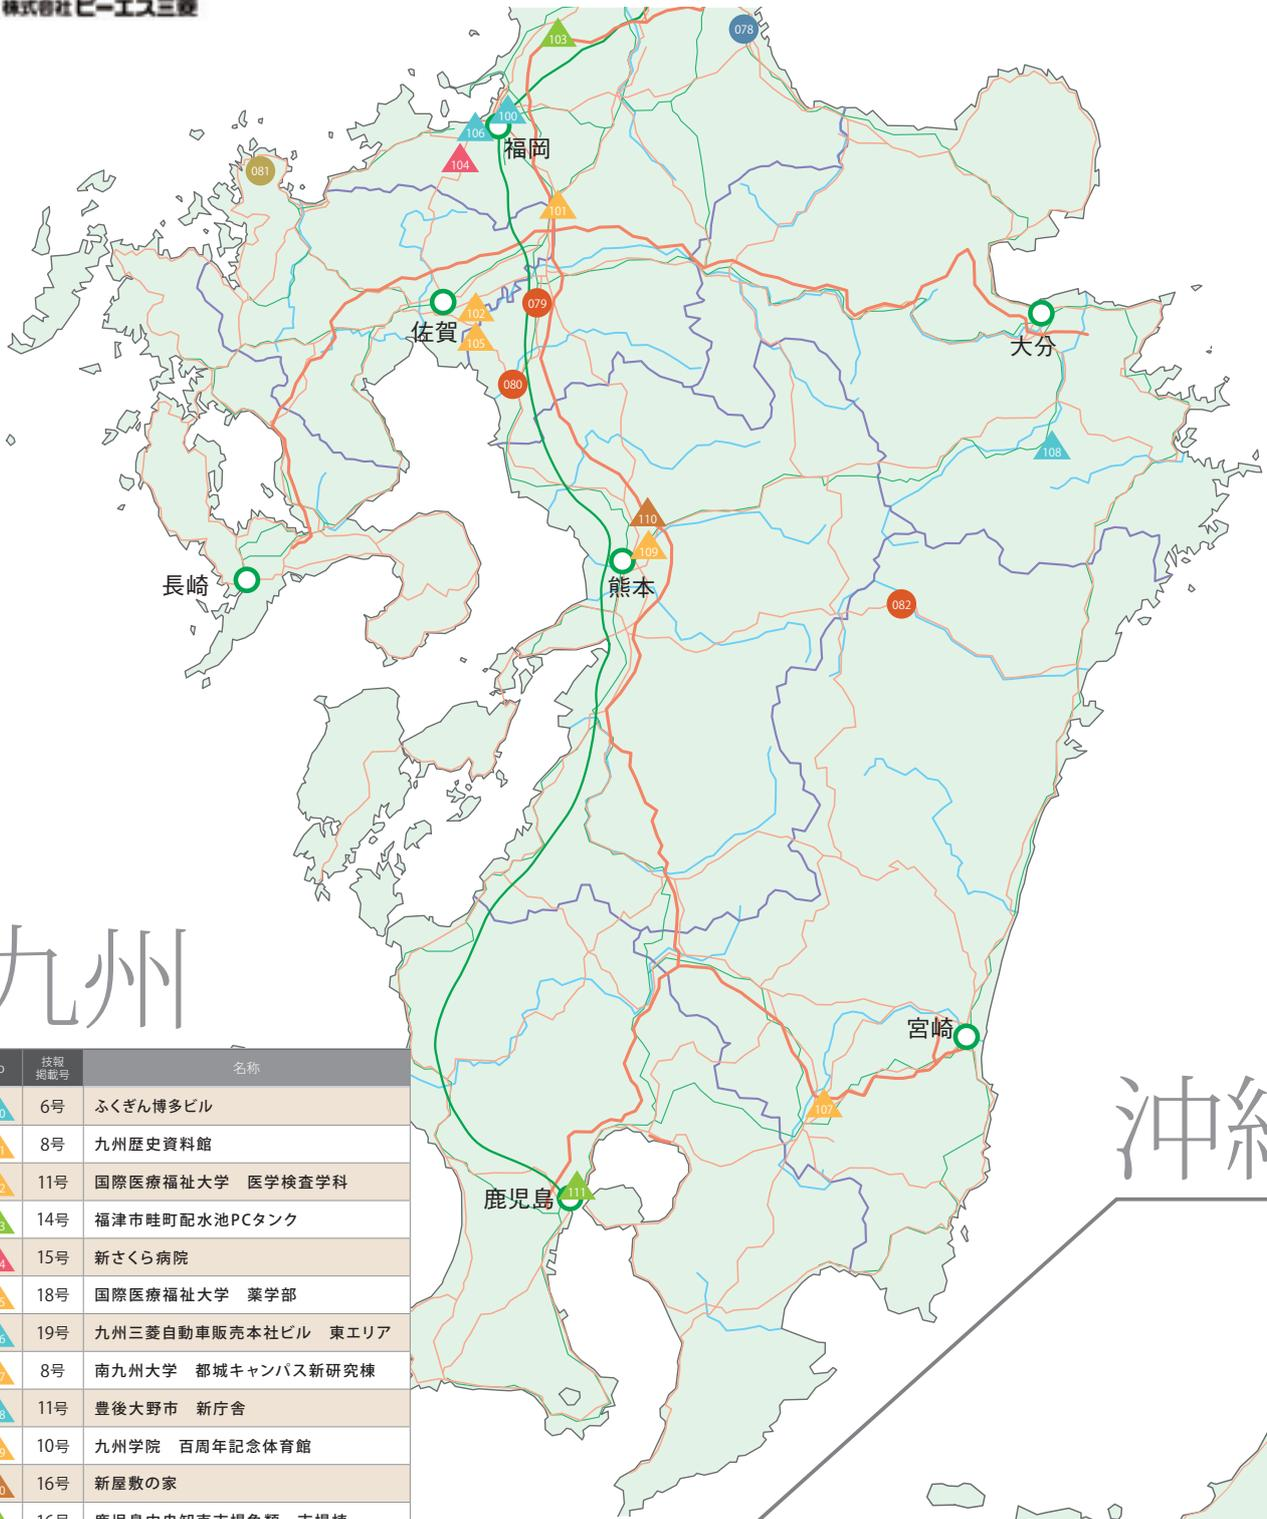 株式会社 ピーエス三菱
103
078
100
106
福岡
104
081
101
102
079
佐賀
105
大分
080
108
110
109
熊本
長崎
082
九州
宮崎
107
沖
鹿児島
111
技報
掲載号
名称
6号 ふくぎん博多ビル
8号 九州歴史資料館
11号 国際医療福祉大学 医学検査学科
14号 福津市畦町配水池PCタンク
15号 新さくら病院
18号 国際医療福祉大学 薬学部
19号 九州三菱自動車販売本社ビル 東エリア
8号 南九州大学 都城キャンパス新研究棟
11号 豊後大野市 新庁舎
10号 九州学院 百周年記念体育館
16号 新屋敷の家